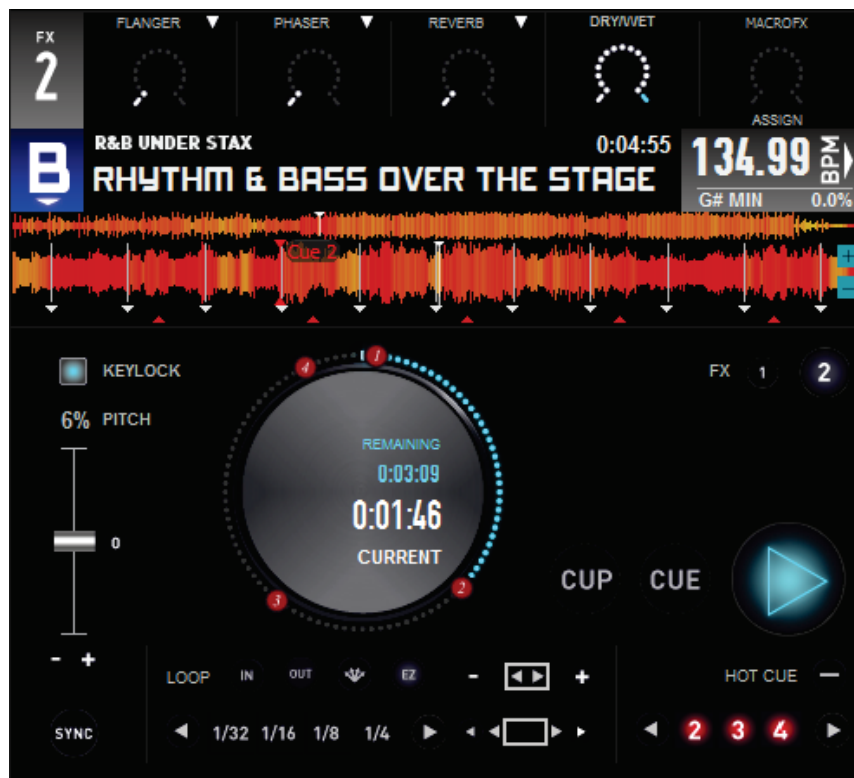 FLANGER PHASER REVERB DRY/WET MACROFX
FX
2
ASSIGN
B
R&B UNDER STAX 0:04:55
RHYTHM & BASS OVER THE STAGE
134.99 BPM
G# MIN 0.0%
Cue 2
+
−
KEYLOCK
6% PITCH
0
- +
SYNC
4 1
REMAINING
0:03:09
0:01:46
CURRENT
3 2
FX 1 2
CUP CUE
LOOP IN OUT EZ - +
1/32 1/16 1/8 1/4
HOT CUE —
2 3 4